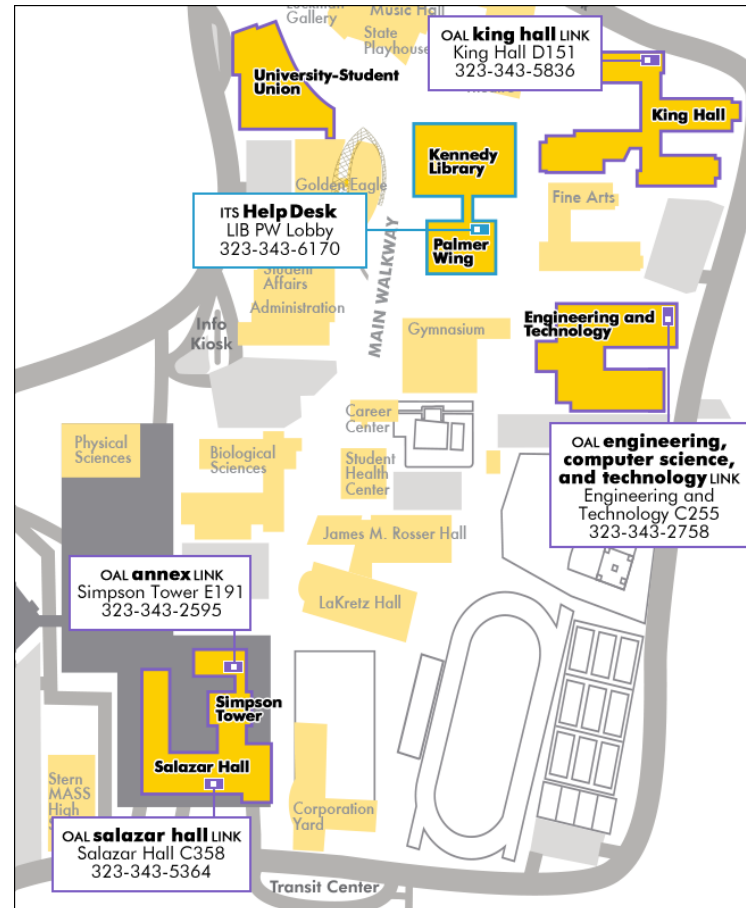 Gallery
Music Hall
State
Playhouse
OAL king hall LINK
King Hall D151
323-343-5836
University-Student
Union
King Hall
Kennedy
Library
Golden Eagle
Fine Arts
ITS Help Desk
LIB PW Lobby
323-343-6170
Palmer
Wing
MAIN WALKWAY
Student
Affairs
Administration
Info
Kiosk
Engineering and
Technology
Gymnasium
Career
Center
Physical
Sciences
Biological
Sciences
Student
Health
Center
OAL engineering,
computer science,
and technology LINK
Engineering and
Technology C255
323-343-2758
James M. Rosser Hall
OAL annex LINK
Simpson Tower E191
323-343-2595
LaKretz Hall
Simpson
Tower
Salazar Hall
Stern
MASS
High
Corporation
Yard
OAL salazar hall LINK
Salazar Hall C358
323-343-5364
Transit Center